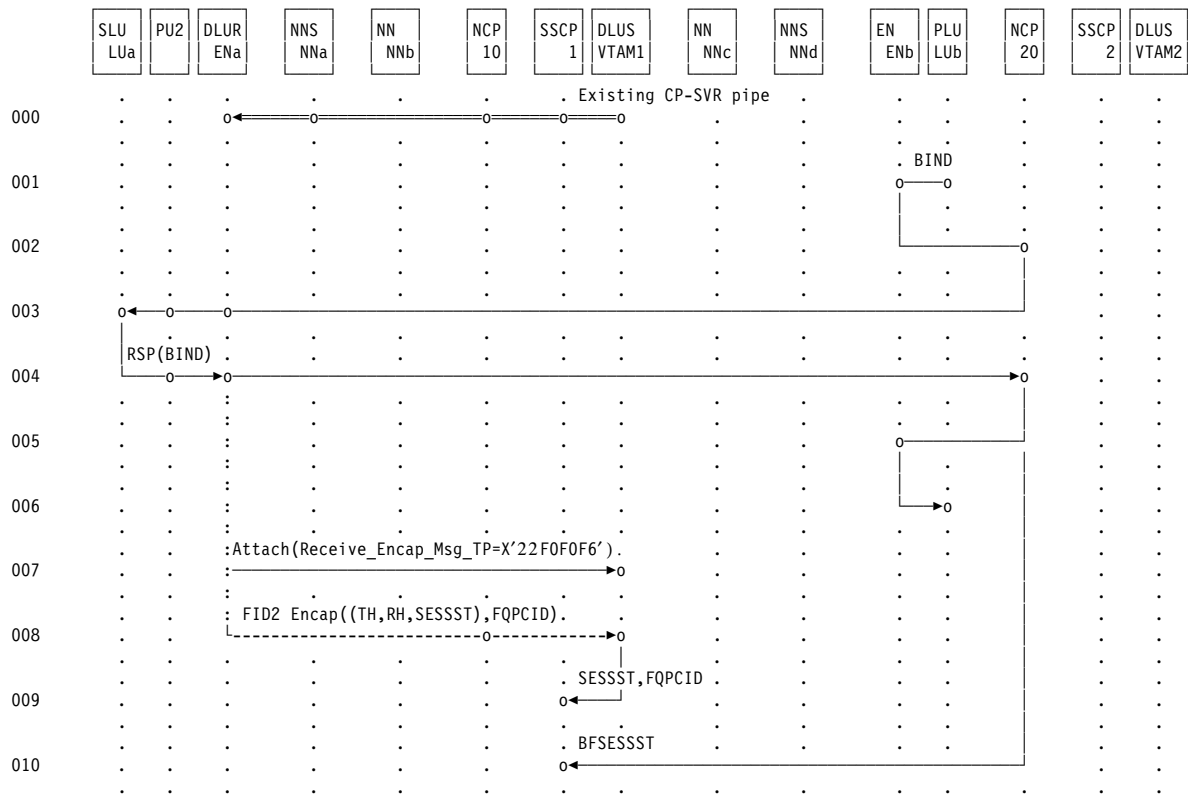 SLU PU2 DLUR NNS NN NCP SSCP DLUS NN NNS EN PLU NCP SSCP DLUS
LUa ENa NNa NNb 10 1 VTAM1 NNc NNd ENb LUb 20 2 VTAM2
Existing CP-SVR pipe
000
BIND
001
002
003
RSP(BIND)
004
005
006
Attach(Receive_Encap_Msg_TP=X'22F0F0F6').
007
FID2 Encap((TH,RH,SESSST),FQPCID).
008
SESSST,FQPCID
009
BFSESSST
010